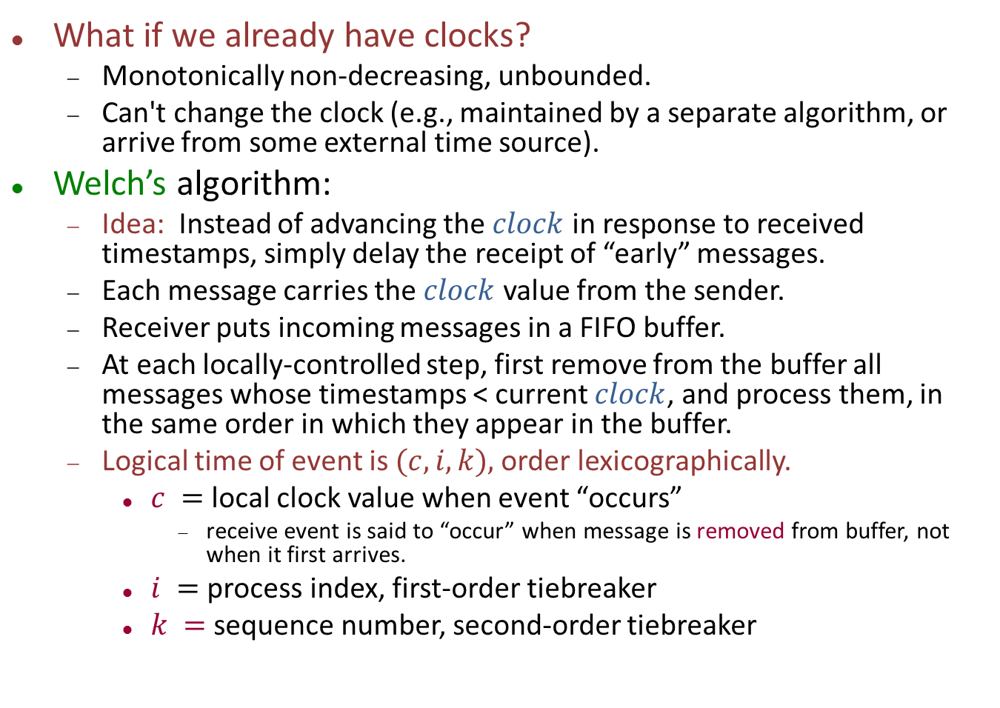 • What if we already have clocks?
– Monotonically non-decreasing, unbounded.
– Can't change the clock (e.g., maintained by a separate algorithm, or
arrive from some external time source).
• Welch’s algorithm:
– Idea: Instead of advancing the clock in response to received
timestamps, simply delay the receipt of “early” messages.
– Each message carries the clock value from the sender.
– Receiver puts incoming messages in a FIFO buffer.
– At each locally-controlled step, first remove from the buffer all
messages whose timestamps < current clock, and process them, in
the same order in which they appear in the buffer.
– Logical time of event is (c, i, k), order lexicographically.
• c = local clock value when event “occurs”
– receive event is said to “occur” when message is removed from buffer, not
when it first arrives.
• i = process index, first-order tiebreaker
• k = sequence number, second-order tiebreaker